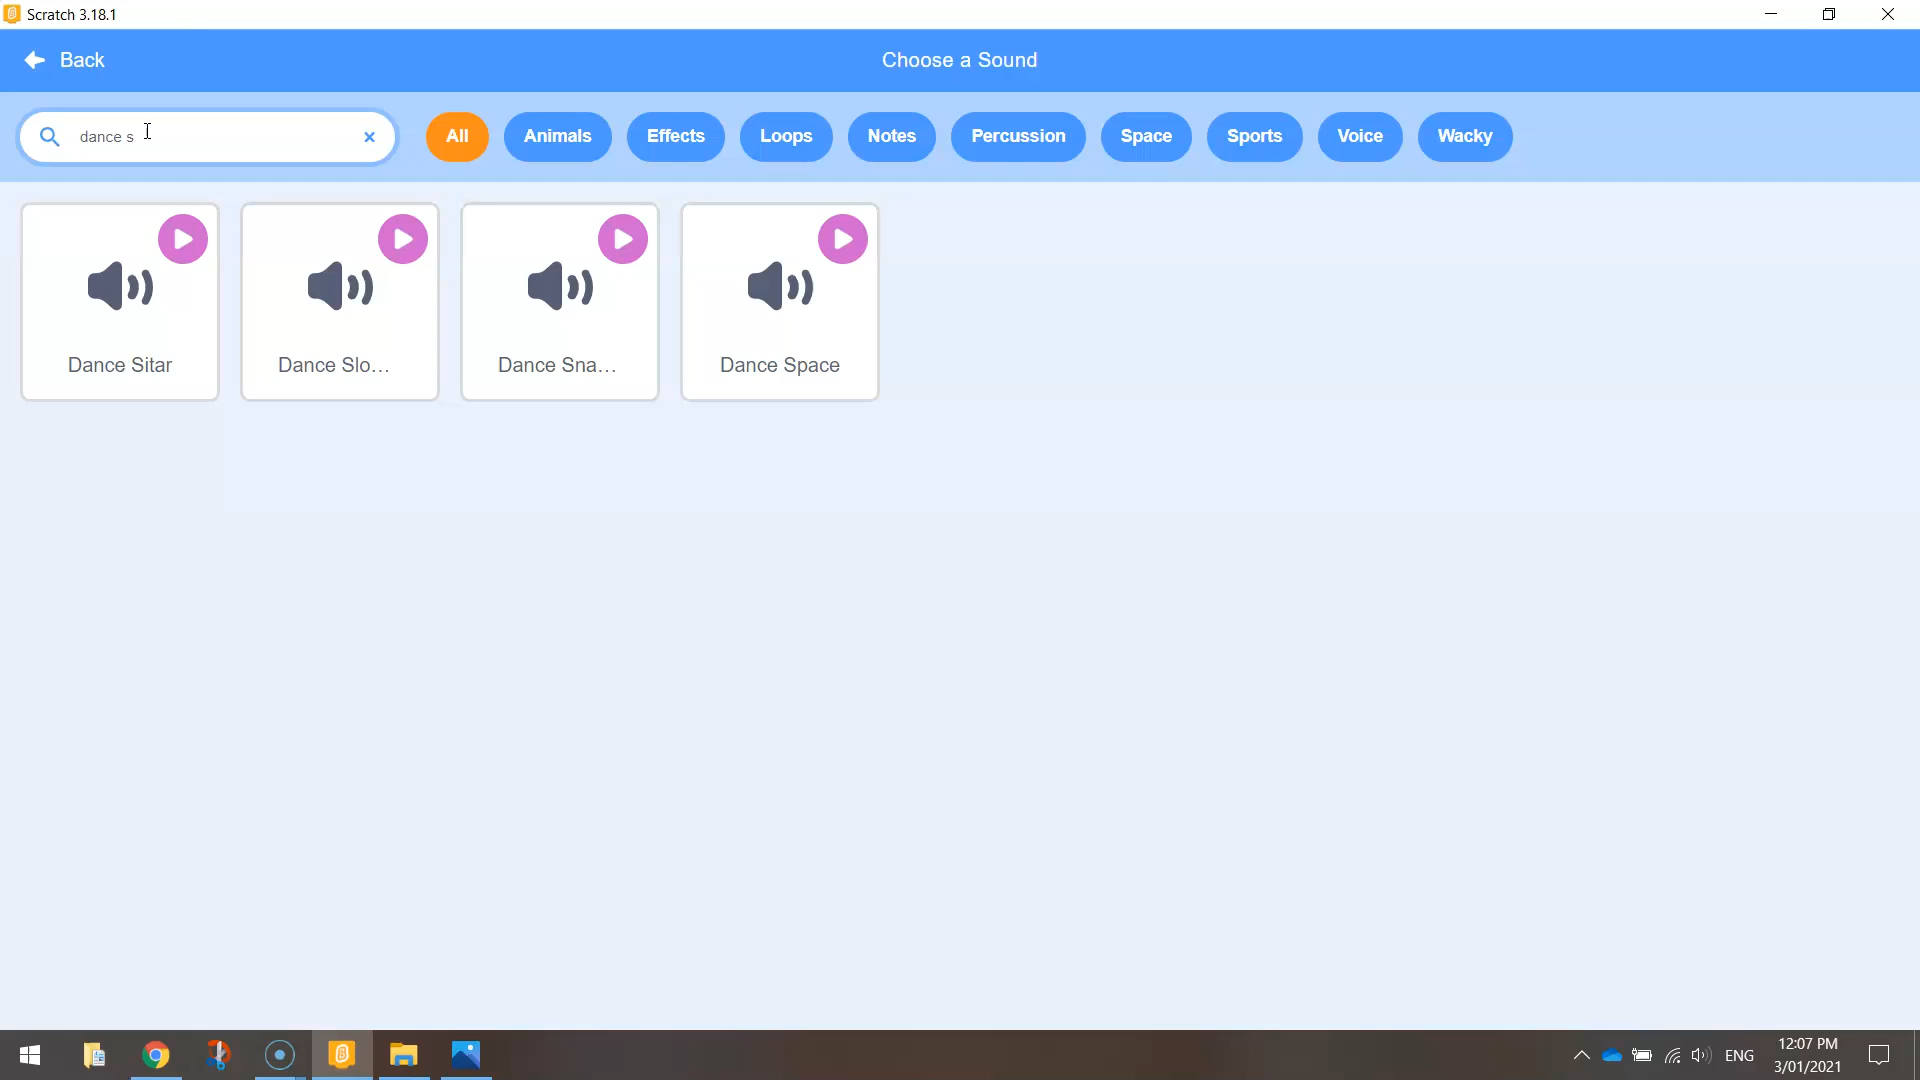 Scratch 3.18.1
Back
Choose a Sound
dance s
All
Animals
Effects
Loops
Notes
Percussion
Space
Sports
Voice
Wacky
Dance Sitar
Dance Slo...
Dance Sna...
Dance Space
ENG
12:07 PM
3/01/2021